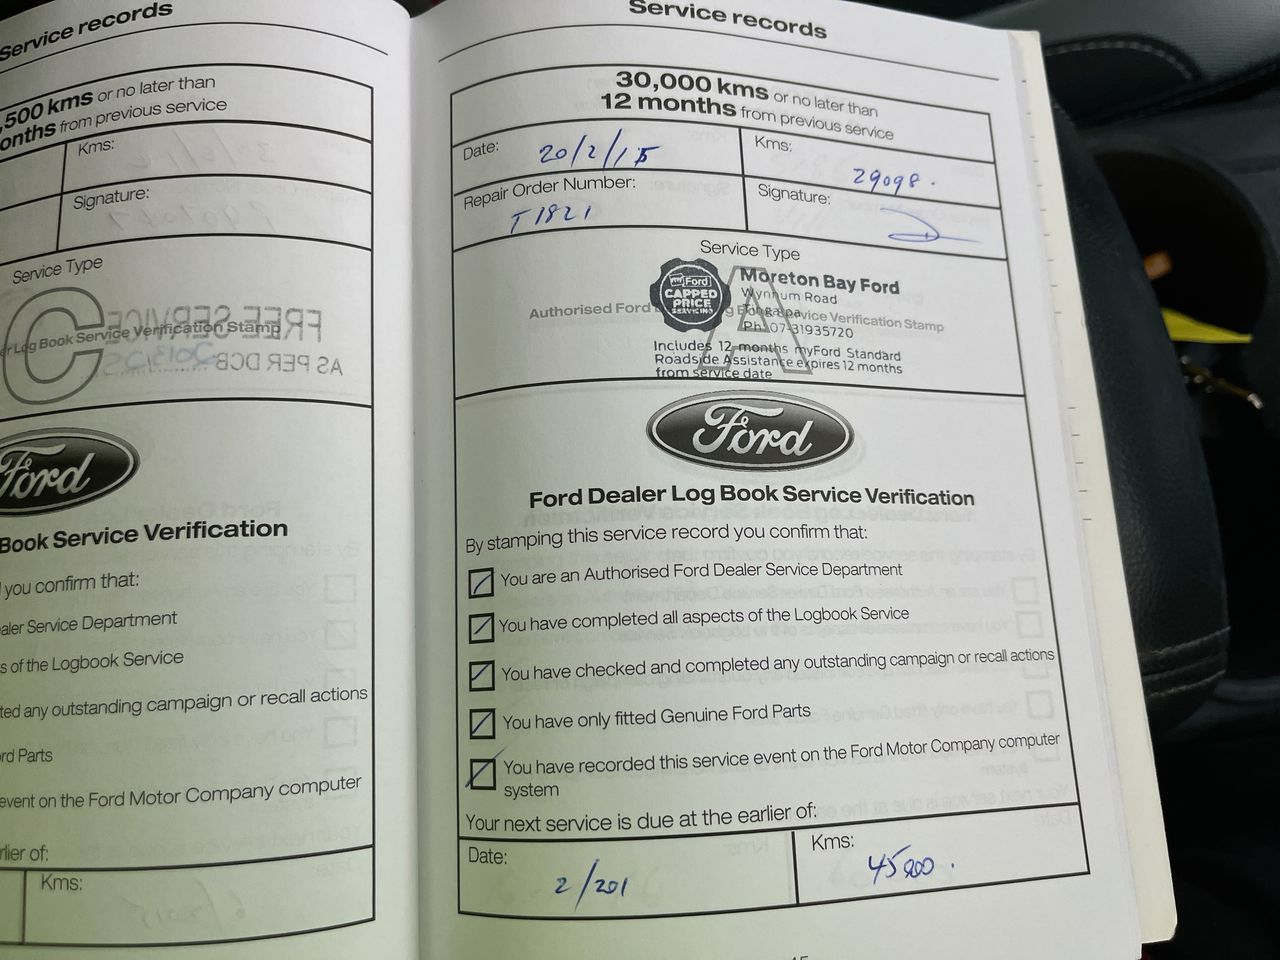 Service records
,500 kms or no later than
onths from previous service
Kms:
Signature:
Service Type
C
er Log Book Service Verification Stamp
Ford
Book Service Verification
you confirm that:
ealer Service Department
s of the Logbook Service
ted any outstanding campaign or recall actions
rd Parts
event on the Ford Motor Company computer
rlier of:
Kms:
Service records
30,000 kms or no later than
12 months from previous service
Date: 20/2/15
Kms: 29098.
Repair Order Number: T1821
Signature:
Service Type
A
Authorised Ford Log Book Service Verification Stamp
myFord
CAPPED
PRICE
SERVICING
Moreton Bay Ford
Wynnum Road
Tingalpa
Ph: 07-31935720
Includes 12 months myFord Standard
Roadside Assistance expires 12 months
from service date
Ford
Ford Dealer Log Book Service Verification
By stamping this service record you confirm that:
You are an Authorised Ford Dealer Service Department
You have completed all aspects of the Logbook Service
You have checked and completed any outstanding campaign or recall actions
You have only fitted Genuine Ford Parts
You have recorded this service event on the Ford Motor Company computer
system
Your next service is due at the earlier of:
Date: 2/201
Kms: 45000.